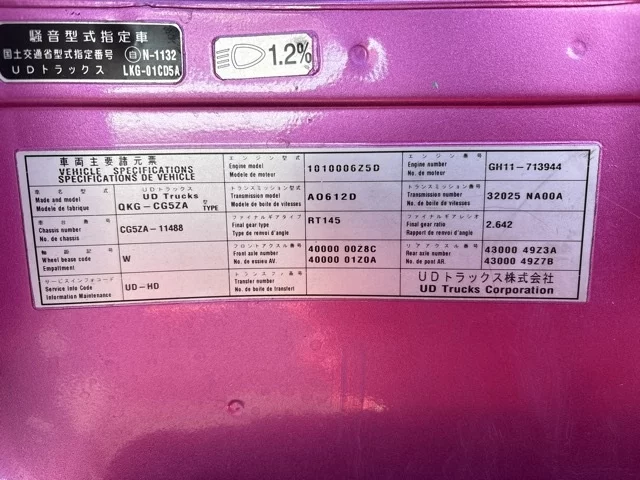 騒音型式指定車
国土交通省型式指定番号 自N-1132
UDトラックス LKG-01CD5A
1.2%
車両主要諸元票
VEHICLE SPECIFICATIONS
SPECIFICATIONS DE VEHICLE
エンジン型式
Engine model
Modele de moteur
1010006Z5D
エンジン番号
Engine number
No. de moteur
GH11-713944
車名型式
Made and model
Modele de fabrique
UDトラックス
UD Trucks
QKG-CG5ZA 型 TYPE
トランスミッション型式
Transmission model
Modele de boite de vitesses
AO612D
トランスミッション番号
Transmission number
No. de boite de vitesses
32025 NA00A
車台番号
Chassis number
No. de chassis
CG5ZA-11488
ファイナルギアタイプ
Final gear type
Type de renvoi d'angle
RT145
ファイナルギアレシオ
Final gear ratio
Rapport de renvoi d'angle
2.642
軸距記号
Wheel base code
Empattment
W
フロントアクスル番号
Front axle number
No. de essieu AV.
40000 00Z8C
40000 01Z0A
リアアクスル番号
Rear axle number
No. de pont AR.
43000 49Z3A
43000 49Z7B
サービスインフォコード
Service Info Code
Information Maintenance
UD-HD
トランスファ番号
Transfer number
No. de boite de transfert
UDトラックス株式会社
UD Trucks Corporation